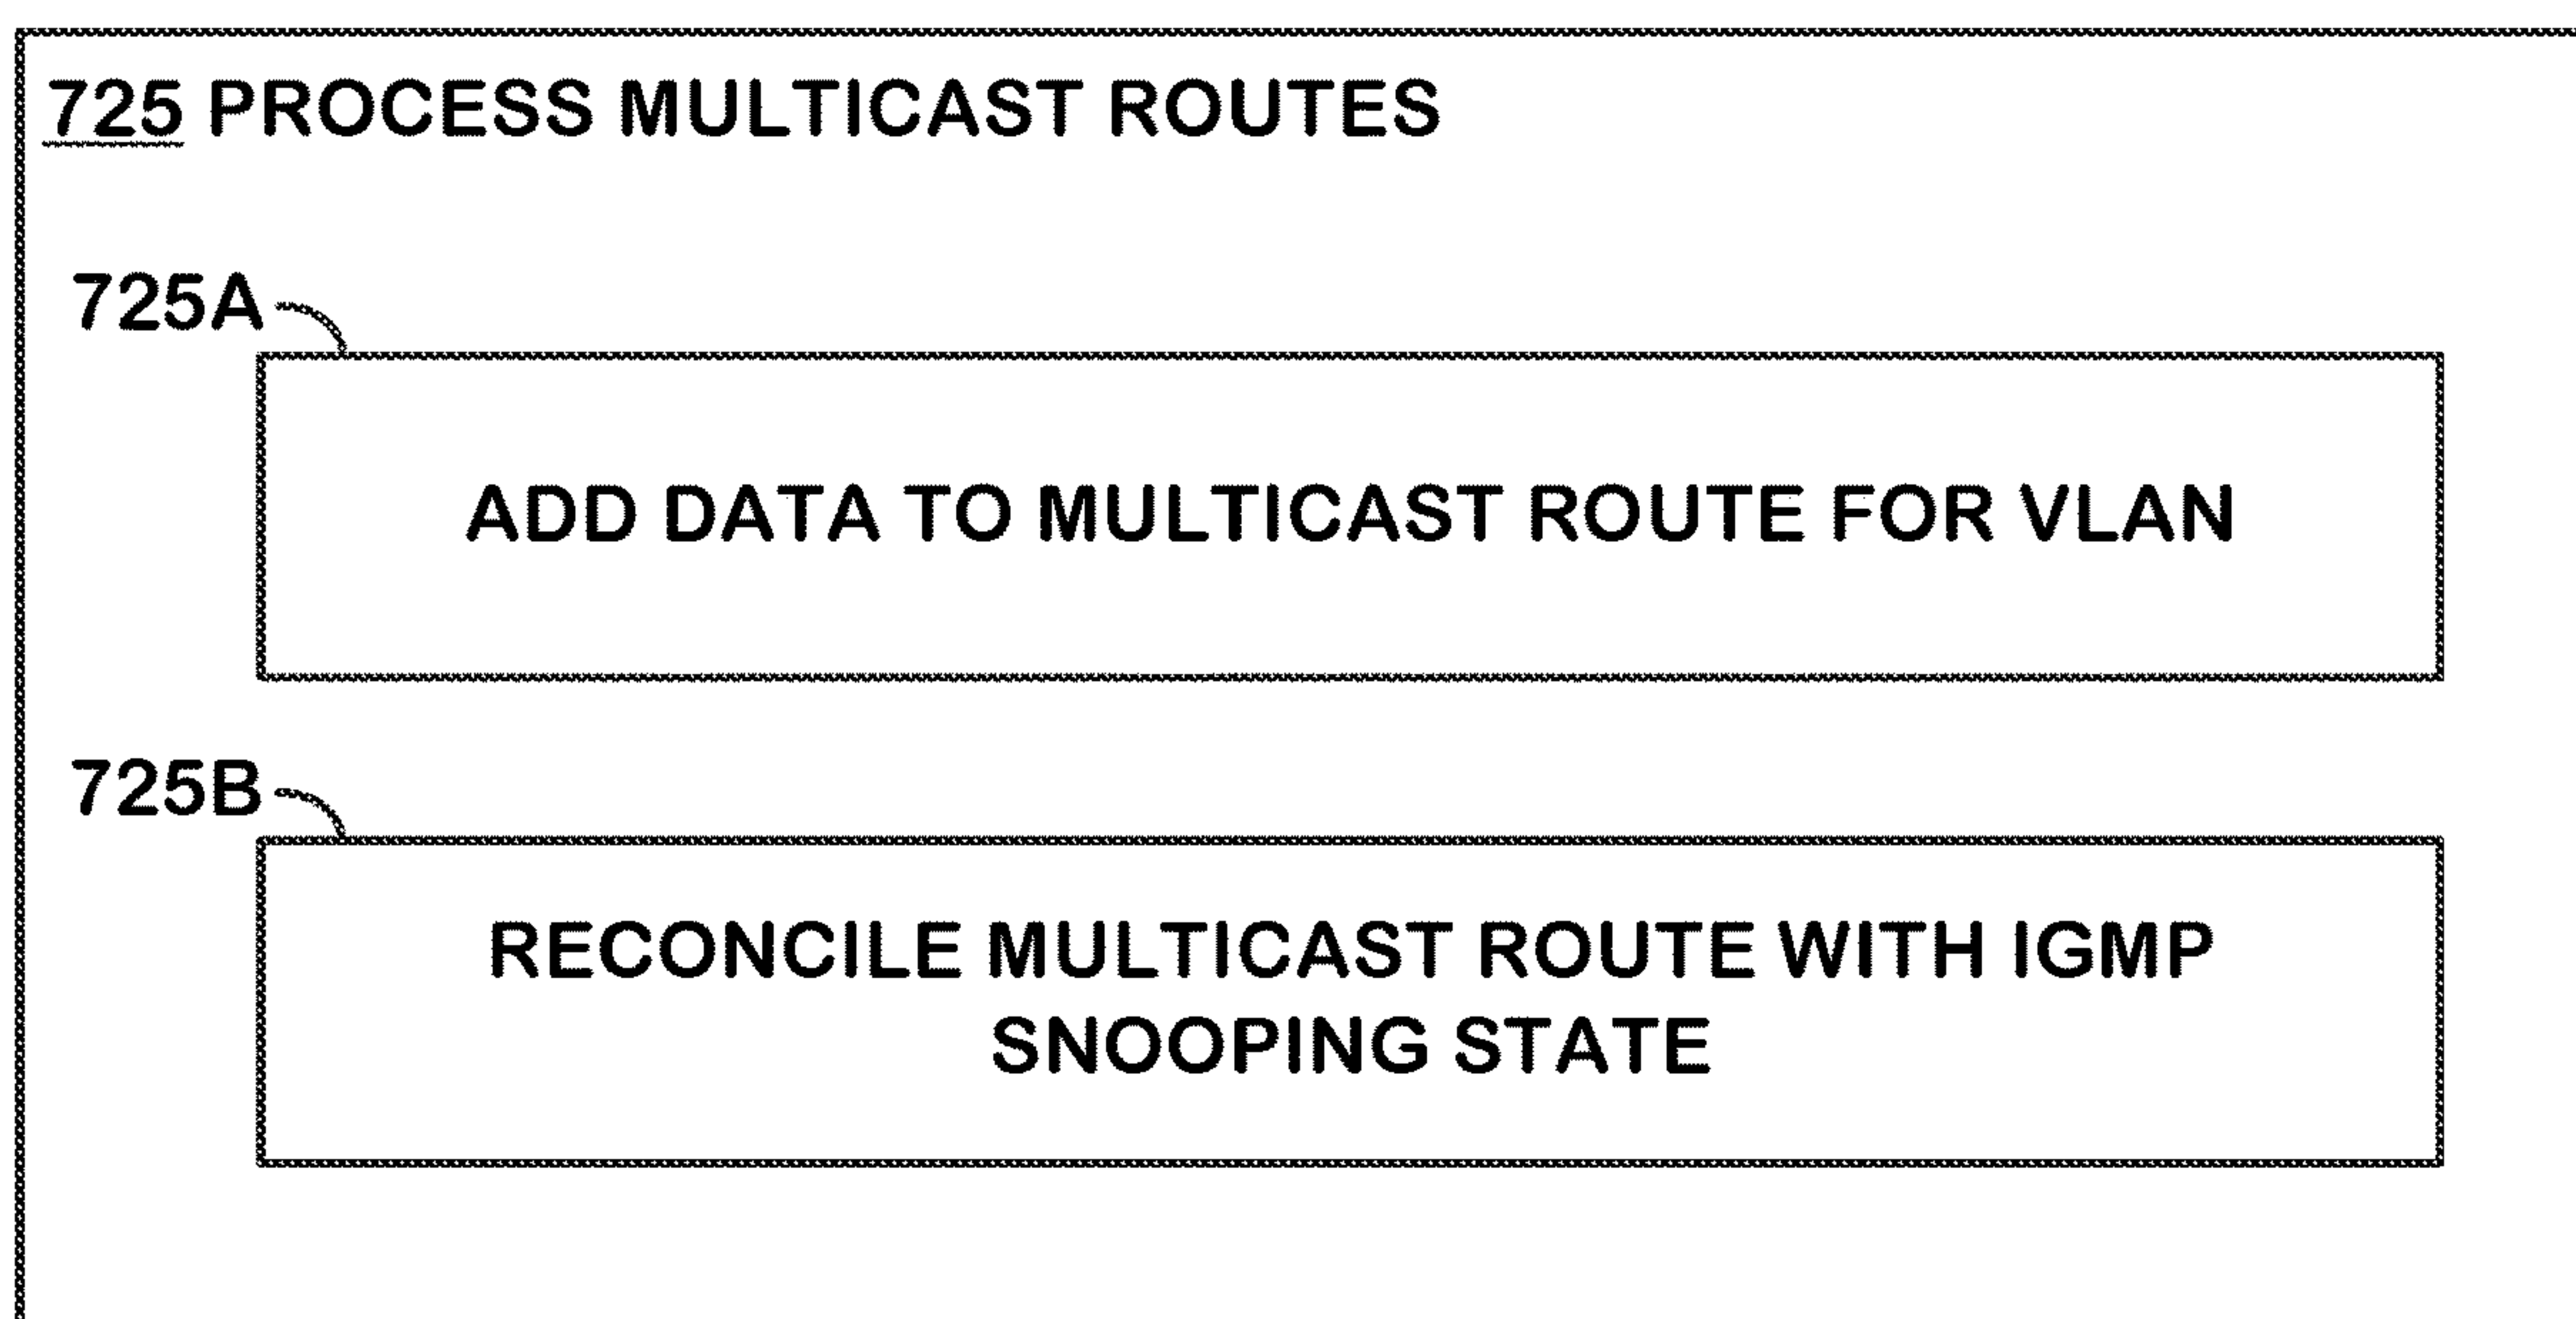 725 PROCESS MULTICAST ROUTES
725A
ADD DATA TO MULTICAST ROUTE FOR VLAN
725B
RECONCILE MULTICAST ROUTE WITH IGMP
SNOOPING STATE